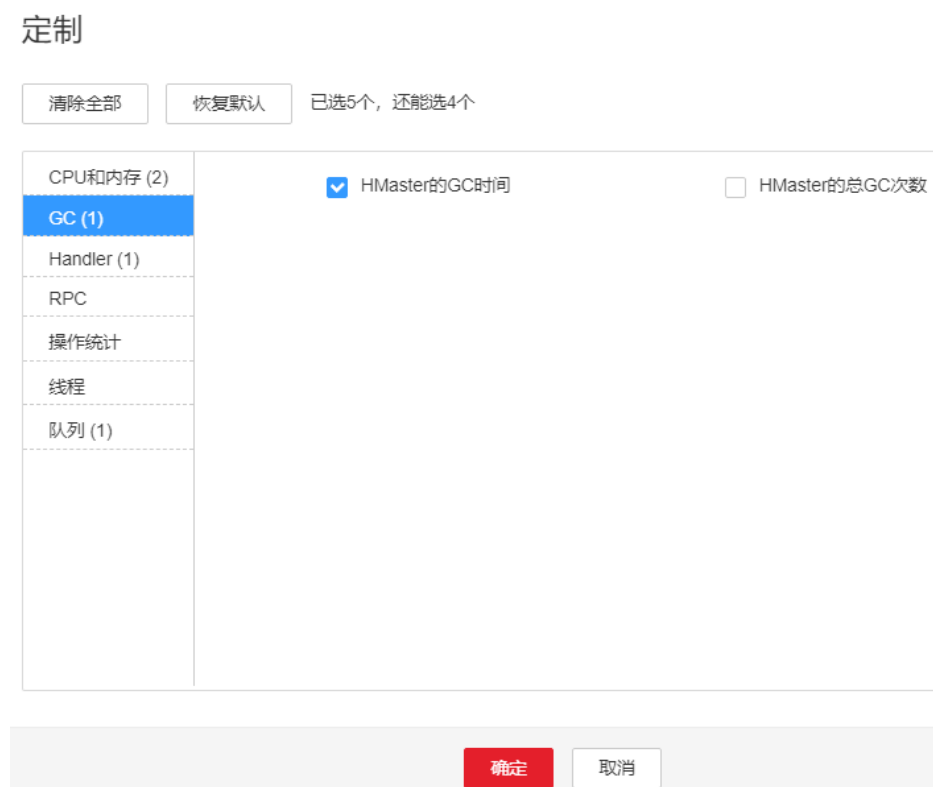 定制
清除全部 恢复默认 已选5个，还能选4个
CPU和内存 (2)
HMaster的GC时间 HMaster的总GC次数
GC (1)
Handler (1)
RPC
操作统计
线程
队列 (1)
确定 取消